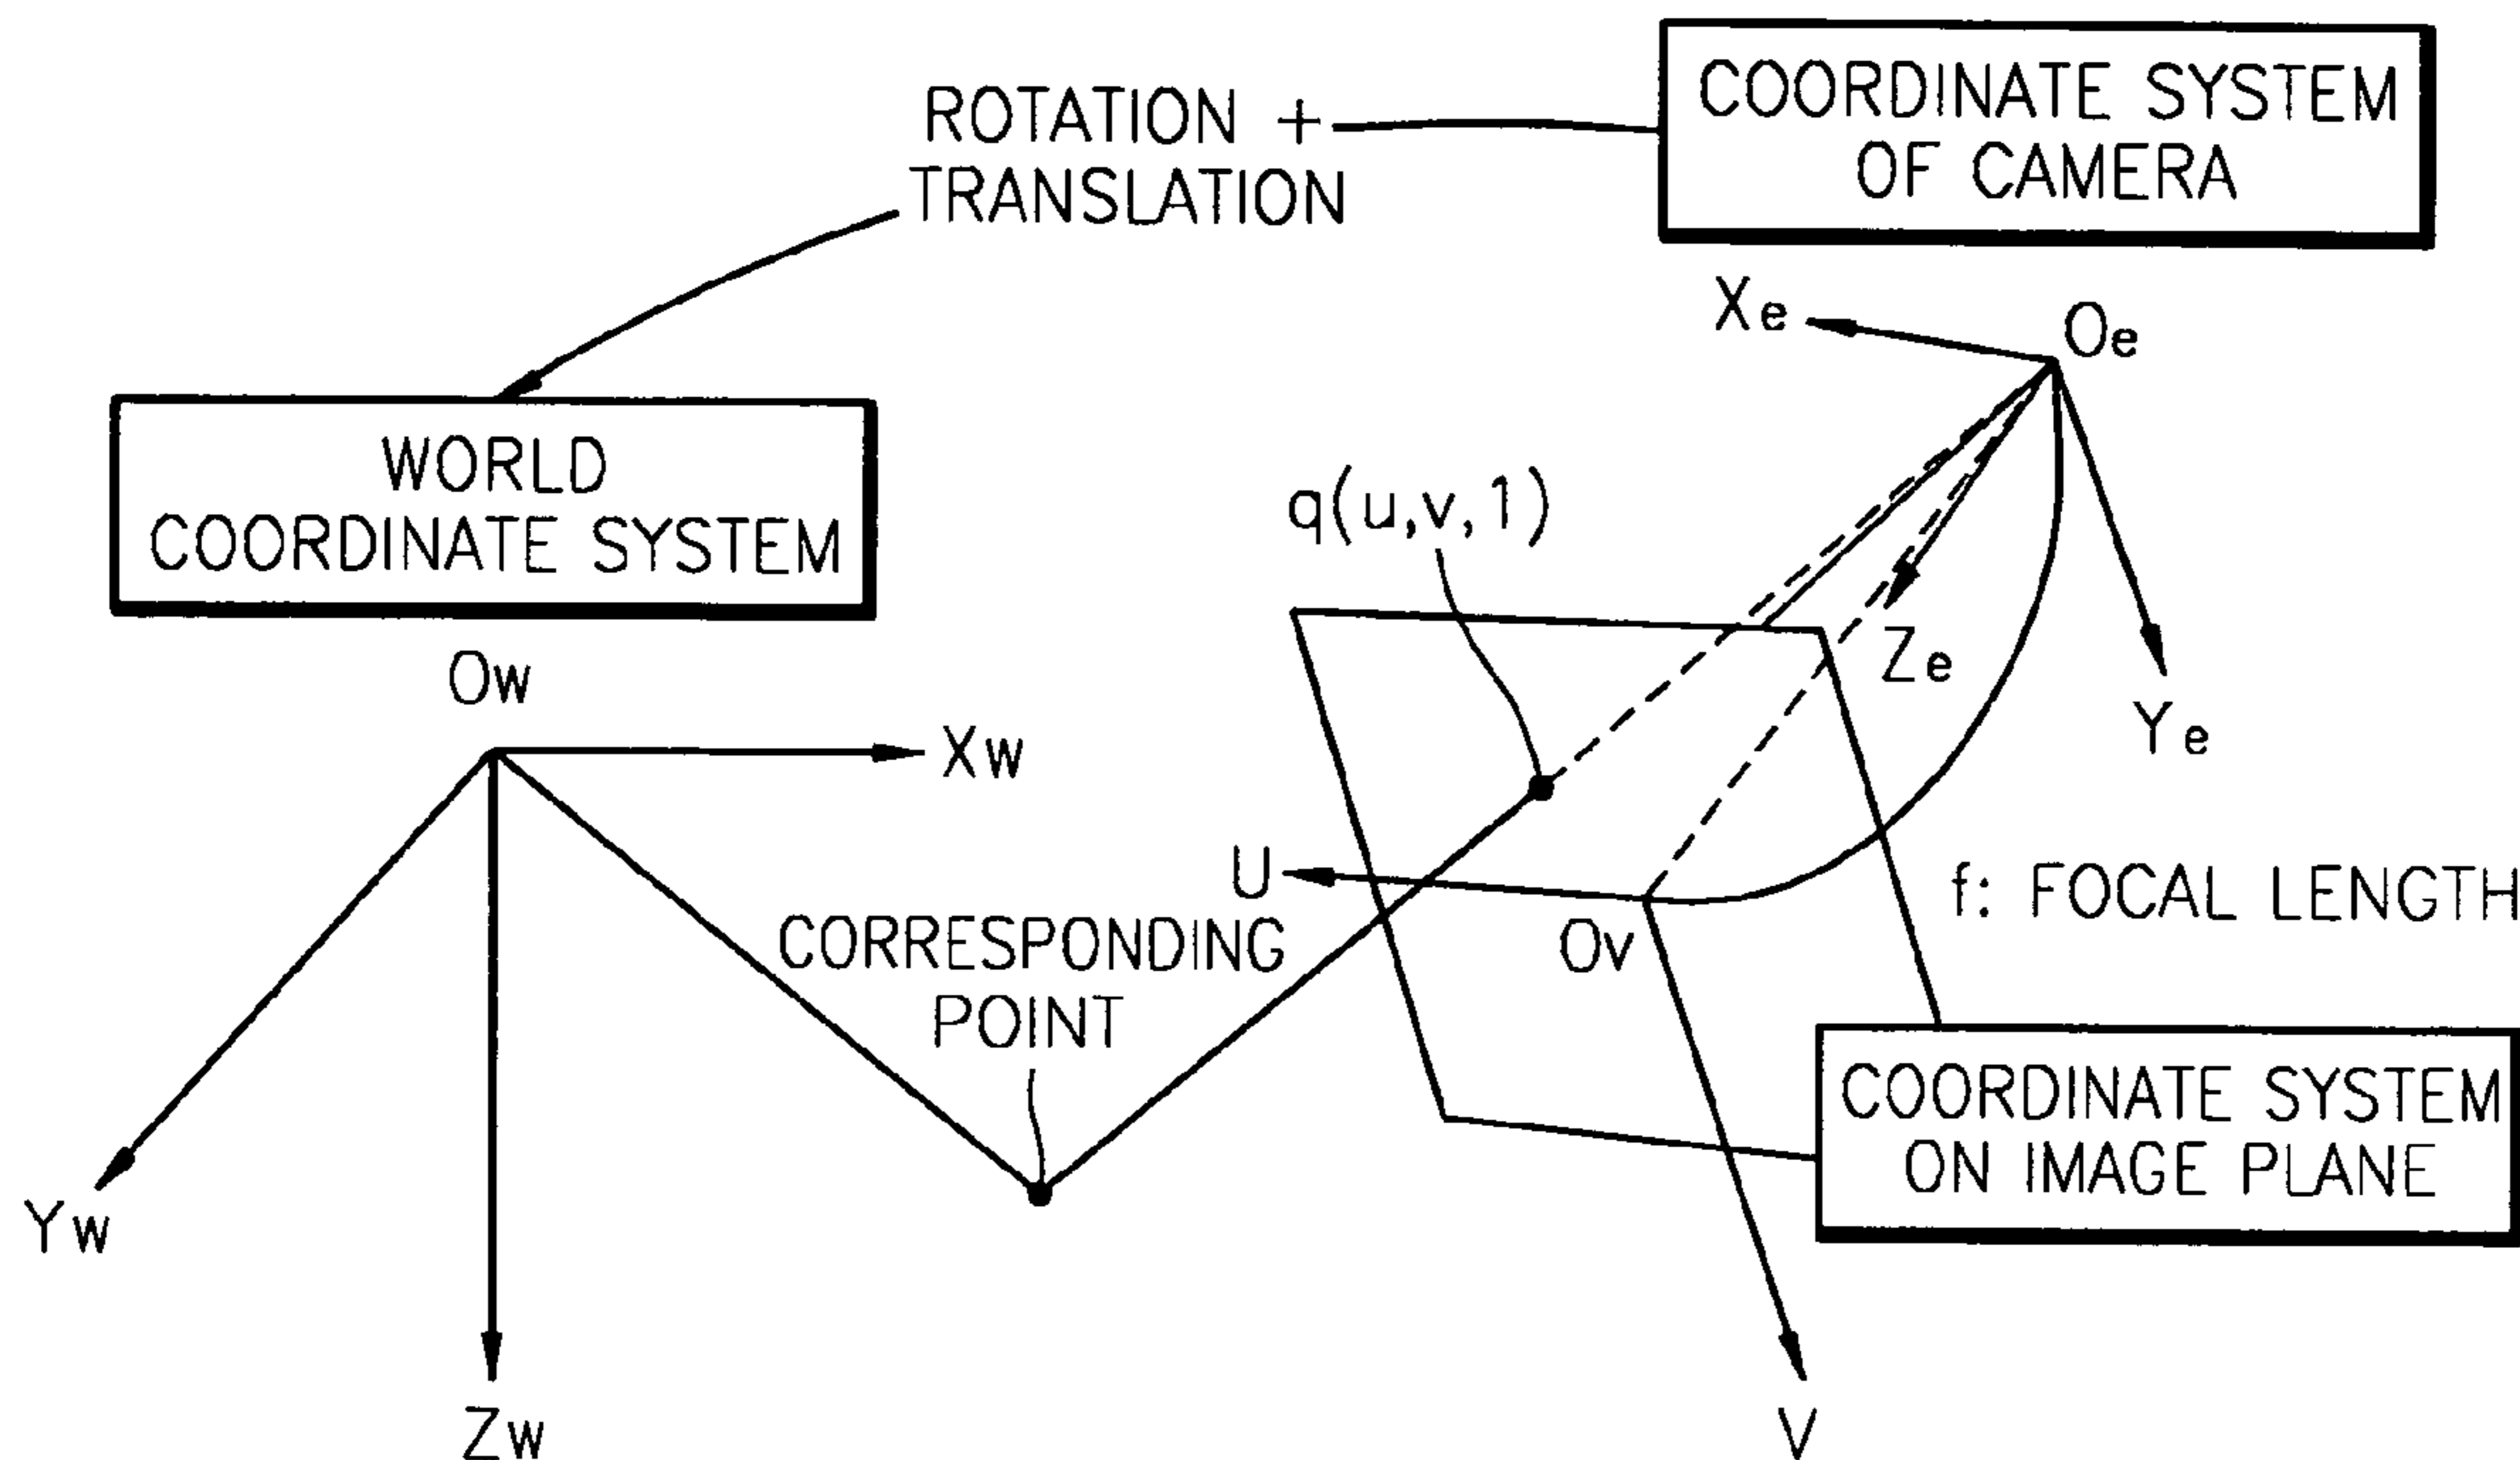 COORDINATE SYSTEM
OF CAMERA
ROTATION +
TRANSLATION
Xe
Oe
WORLD
COORDINATE SYSTEM
q(u,v,1)
Ow
Ze
Xw
Ye
U
f: FOCAL LENGTH
CORRESPONDING
POINT
Ov
COORDINATE SYSTEM
ON IMAGE PLANE
Yw
Zw
V